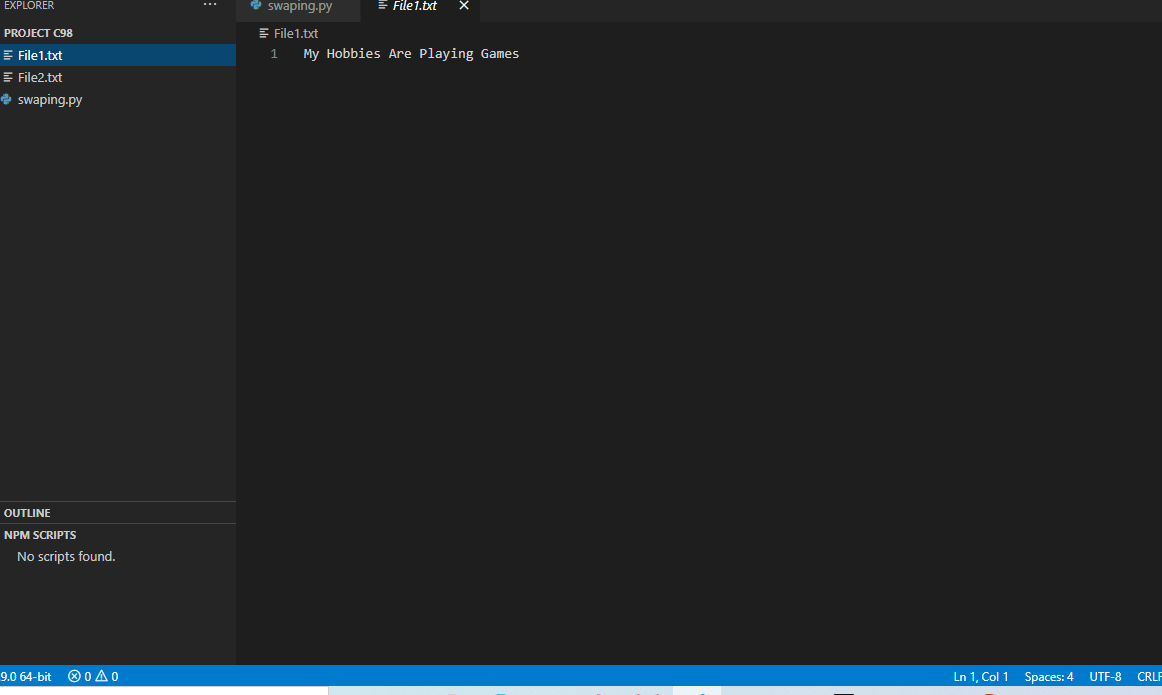 EXPLORER
···
swaping.py
File1.txt
PROJECT C98
File1.txt
File2.txt
swaping.py
File1.txt
1 My Hobbies Are Playing Games
OUTLINE
NPM SCRIPTS
No scripts found.
9.0 64-bit
0
0
Ln 1, Col 1
Spaces: 4
UTF-8
CRLF